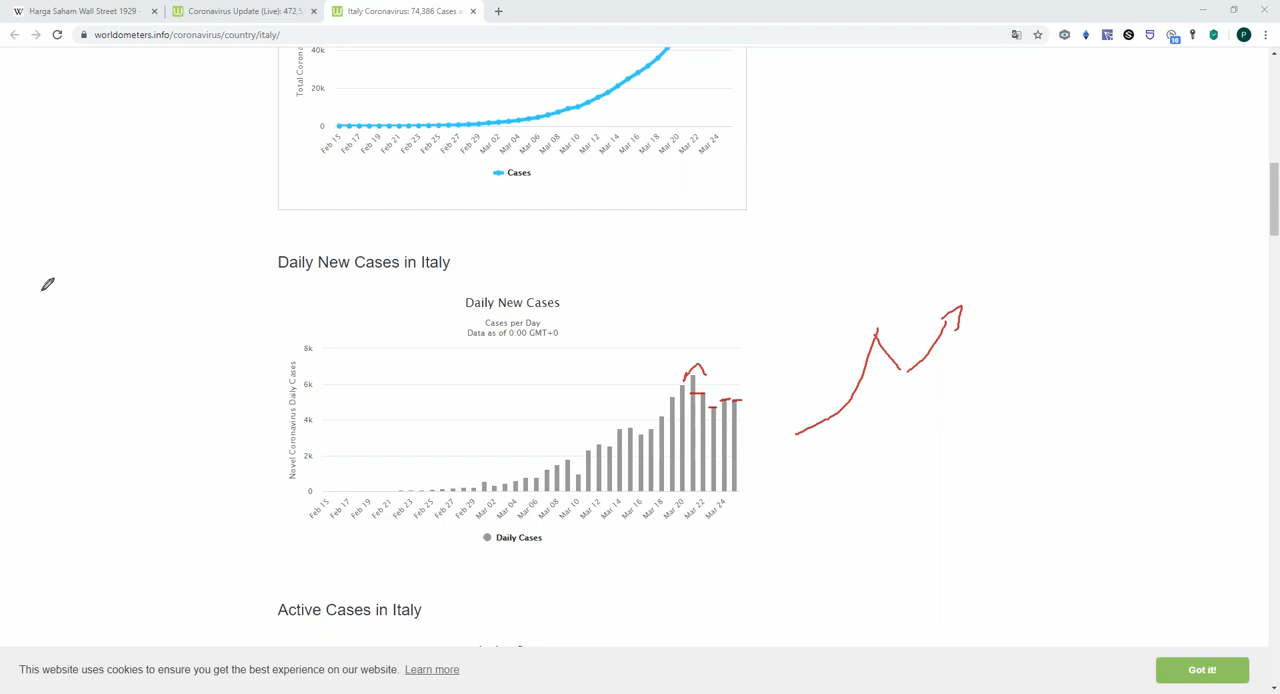 Harga Saham Wall Street 1929 -
Coronavirus Update (Live): 472,5
Italy Coronavirus: 74,386 Cases a
worldometers.info/coronavirus/country/italy/
10
P
Total Corona
40k
20k
0
Feb 15 Feb 17 Feb 19 Feb 21 Feb 23 Feb 25 Feb 27 Feb 29 Mar 02 Mar 04 Mar 06 Mar 08 Mar 10 Mar 12 Mar 14 Mar 16 Mar 18 Mar 20 Mar 22 Mar 24
Cases
Daily New Cases in Italy
Daily New Cases
Cases per Day
Data as of 0:00 GMT+0
Novel Coronavirus Daily Cases
8k
6k
4k
2k
0
Feb 15 Feb 17 Feb 19 Feb 21 Feb 23 Feb 25 Feb 27 Feb 29 Mar 02 Mar 04 Mar 06 Mar 08 Mar 10 Mar 12 Mar 14 Mar 16 Mar 18 Mar 20 Mar 22 Mar 24
Daily Cases
Active Cases in Italy
This website uses cookies to ensure you get the best experience on our website. Learn more
Got it!